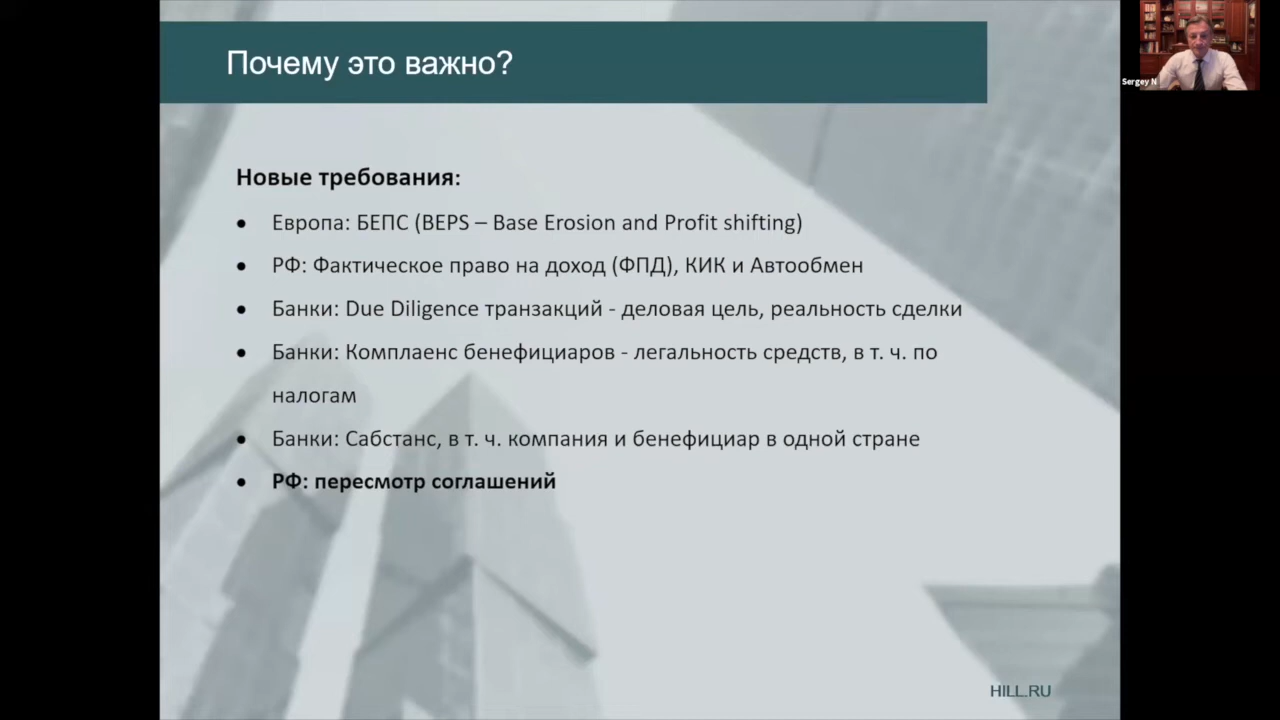 Почему это важно?
Sergey N
Новые требования:
• Европа: БЕПС (BEPS – Base Erosion and Profit shifting)
• РФ: Фактическое право на доход (ФПД), КИК и Автообмен
• Банки: Due Diligence транзакций - деловая цель, реальность сделки
• Банки: Комплаенс бенефициаров - легальность средств, в т. ч. по
налогам
• Банки: Сабстанс, в т. ч. компания и бенефициар в одной стране
• РФ: пересмотр соглашений
HILL.RU